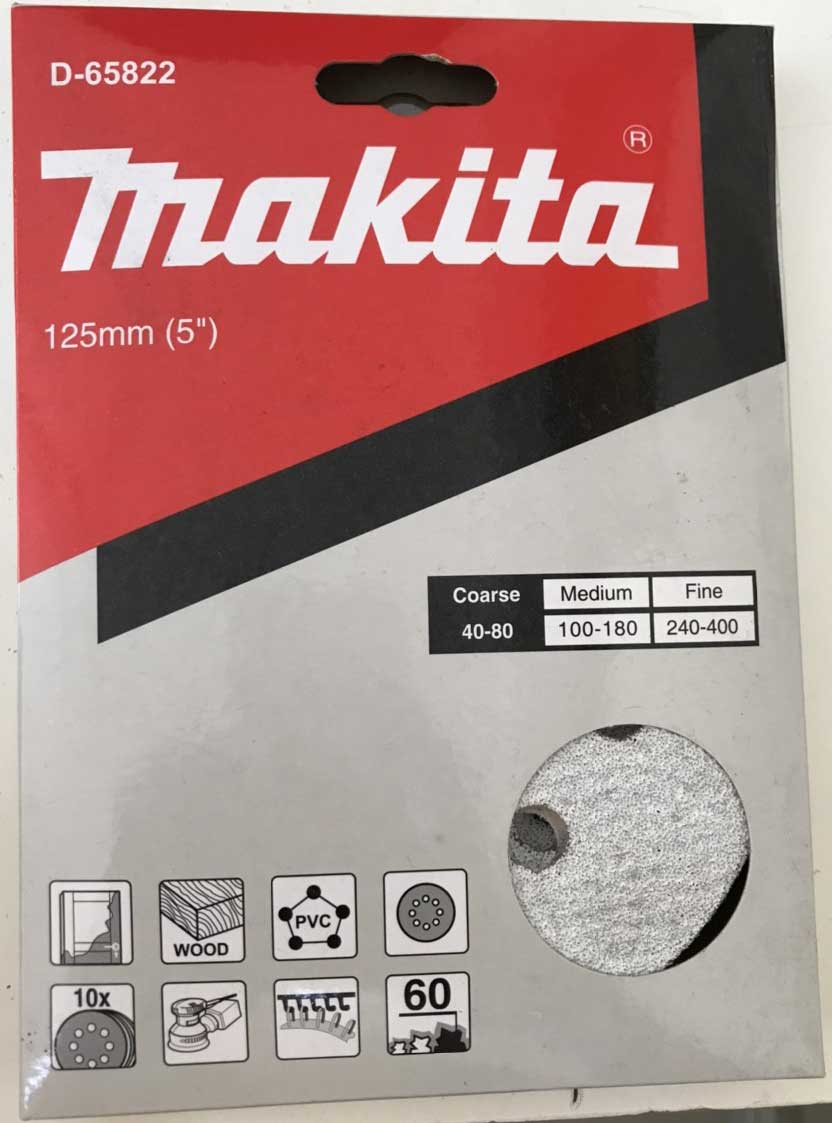 D-65822
makita®
125mm (5")
Coarse Medium Fine
40-80 100-180 240-400
WOOD
PVC
10x
60